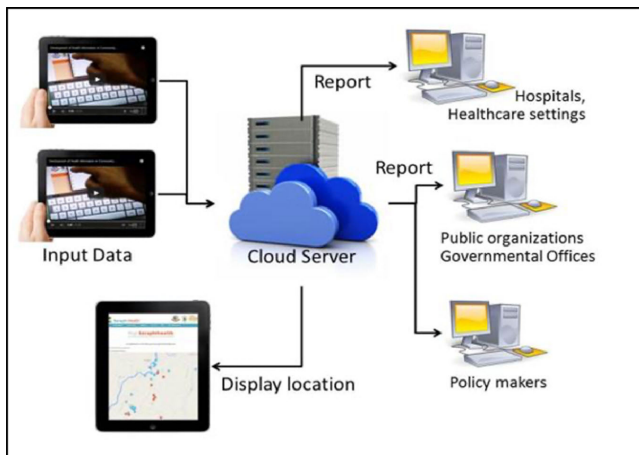 Report
Hospitals,
Healthcare settings
Report
Input Data
Cloud Server
Public organizations
Governmental Offices
Display location
Policy makers